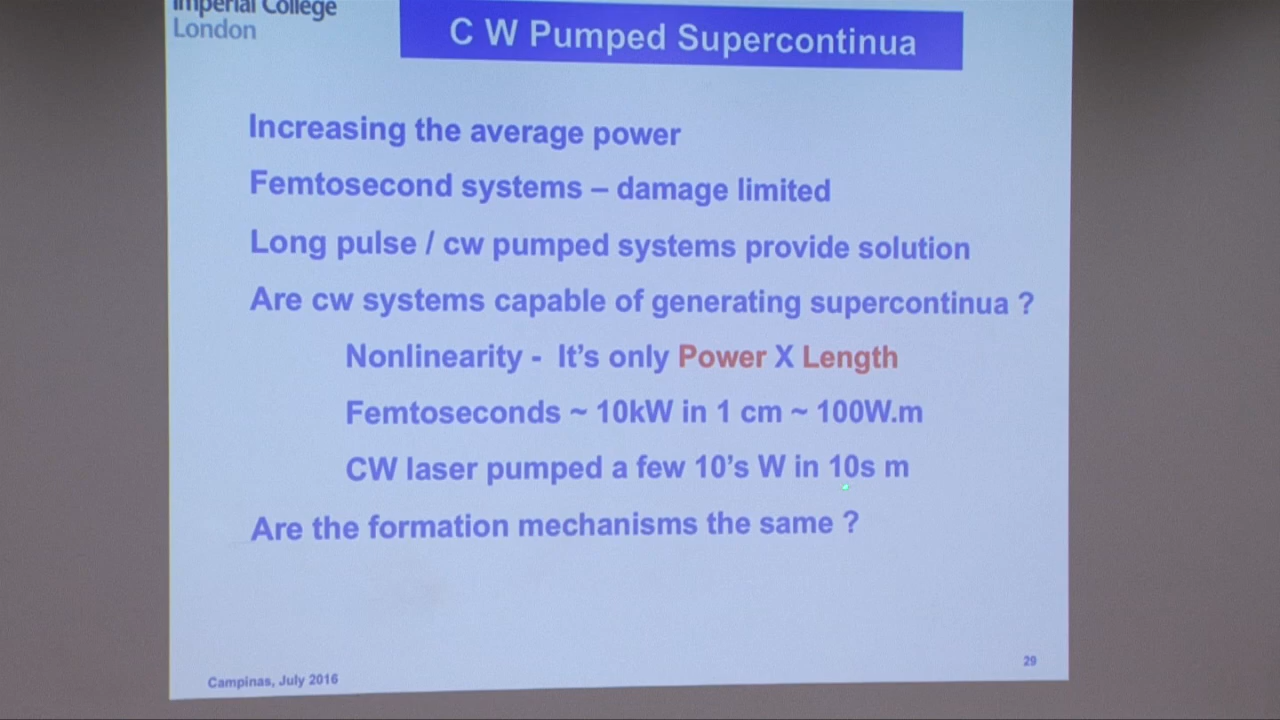 Imperial College
London
C W Pumped Supercontinua
Increasing the average power
Femtosecond systems – damage limited
Long pulse / cw pumped systems provide solution
Are cw systems capable of generating supercontinua ?
Nonlinearity - It's only Power X Length
Femtoseconds ~ 10kW in 1 cm ~ 100W.m
CW laser pumped a few 10's W in 10s m
Are the formation mechanisms the same ?
Campinas, July 2016
29